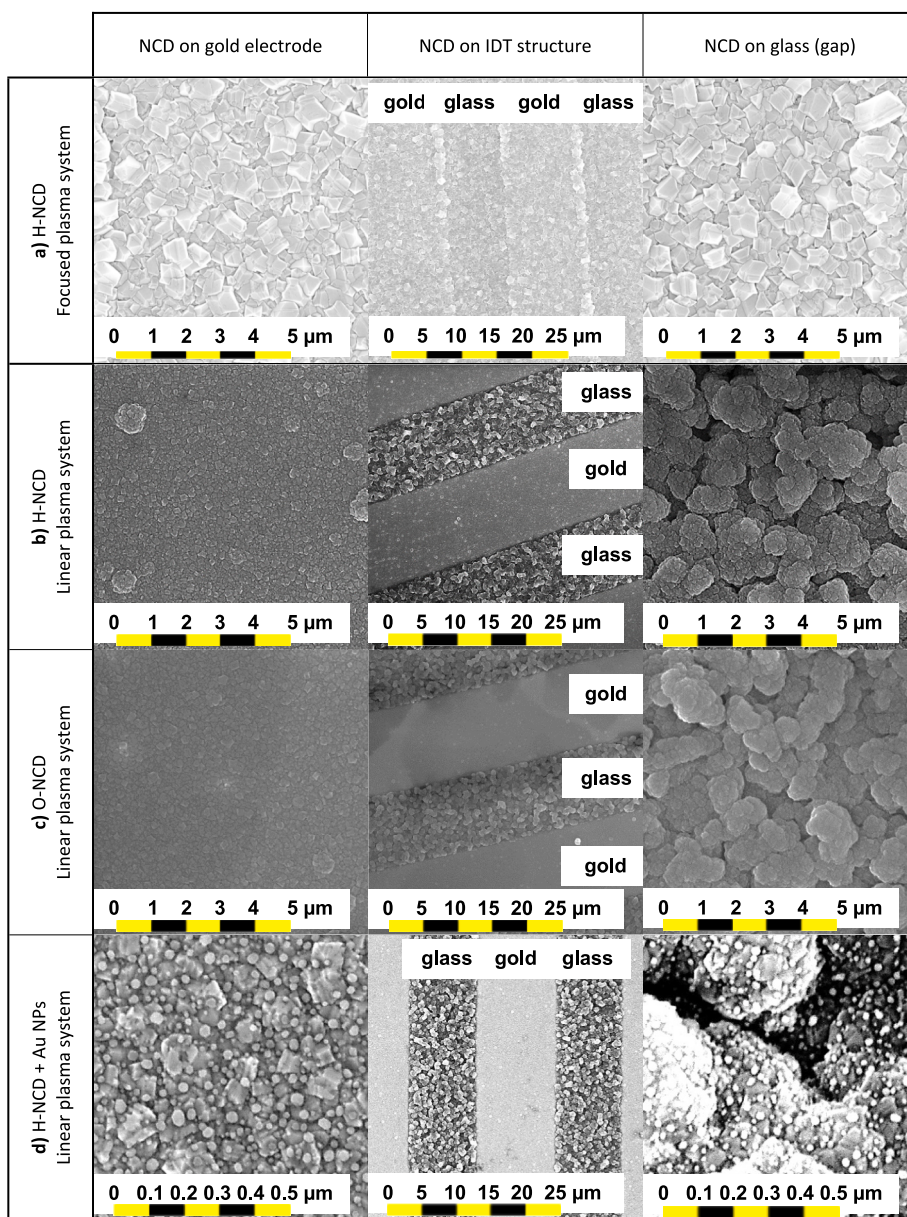 NCD on gold electrode
NCD on IDT structure
NCD on glass (gap)
a) H-NCD
Focused plasma system
gold glass gold glass
0 1 2 3 4 5 µm
0 5 10 15 20 25 µm
0 1 2 3 4 5 µm
b) H-NCD
Linear plasma system
glass
gold
glass
0 1 2 3 4 5 µm
0 5 10 15 20 25 µm
0 1 2 3 4 5 µm
c) O-NCD
Linear plasma system
gold
glass
gold
0 1 2 3 4 5 µm
0 5 10 15 20 25 µm
0 1 2 3 4 5 µm
d) H-NCD + Au NPs
Linear plasma system
glass gold glass
0 0.1 0.2 0.3 0.4 0.5 µm
0 5 10 15 20 25 µm
0 0.1 0.2 0.3 0.4 0.5 µm